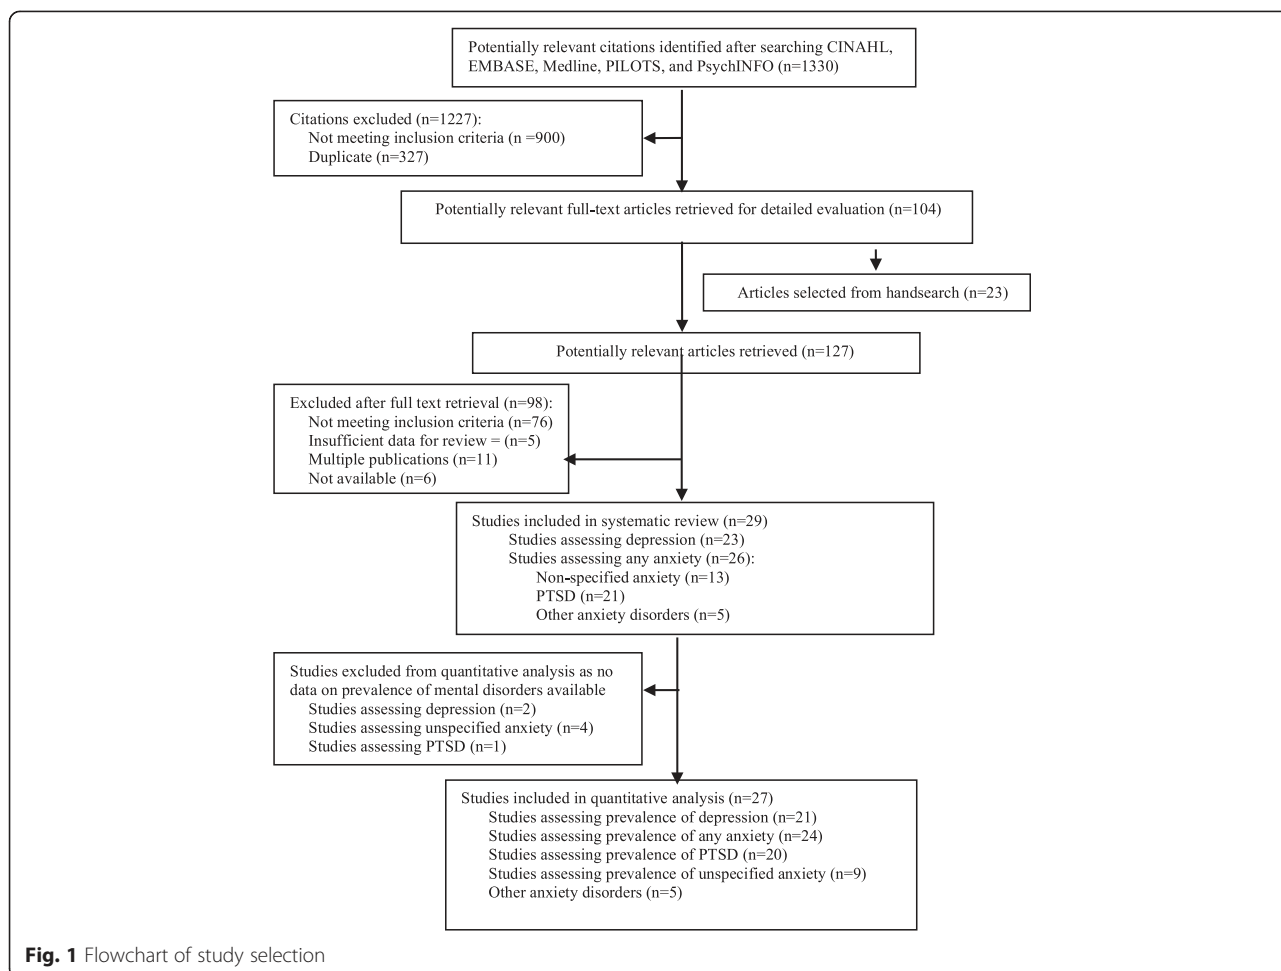 Potentially relevant citations identified after searching CINAHL,
EMBASE, Medline, PILOTS, and PsychINFO (n=1330)
Citations excluded (n=1227):
Not meeting inclusion criteria (n =900)
Duplicate (n=327)
Potentially relevant full-text articles retrieved for detailed evaluation (n=104)
Articles selected from handsearch (n=23)
Potentially relevant articles retrieved (n=127)
Excluded after full text retrieval (n=98):
Not meeting inclusion criteria (n=76)
Insufficient data for review = (n=5)
Multiple publications (n=11)
Not available (n=6)
Studies included in systematic review (n=29)
Studies assessing depression (n=23)
Studies assessing any anxiety (n=26):
Non-specified anxiety (n=13)
PTSD (n=21)
Other anxiety disorders (n=5)
Studies excluded from quantitative analysis as no
data on prevalence of mental disorders available
Studies assessing depression (n=2)
Studies assessing unspecified anxiety (n=4)
Studies assessing PTSD (n=1)
Studies included in quantitative analysis (n=27)
Studies assessing prevalence of depression (n=21)
Studies assessing prevalence of any anxiety (n=24)
Studies assessing prevalence of PTSD (n=20)
Studies assessing prevalence of unspecified anxiety (n=9)
Other anxiety disorders (n=5)
Fig. 1 Flowchart of study selection